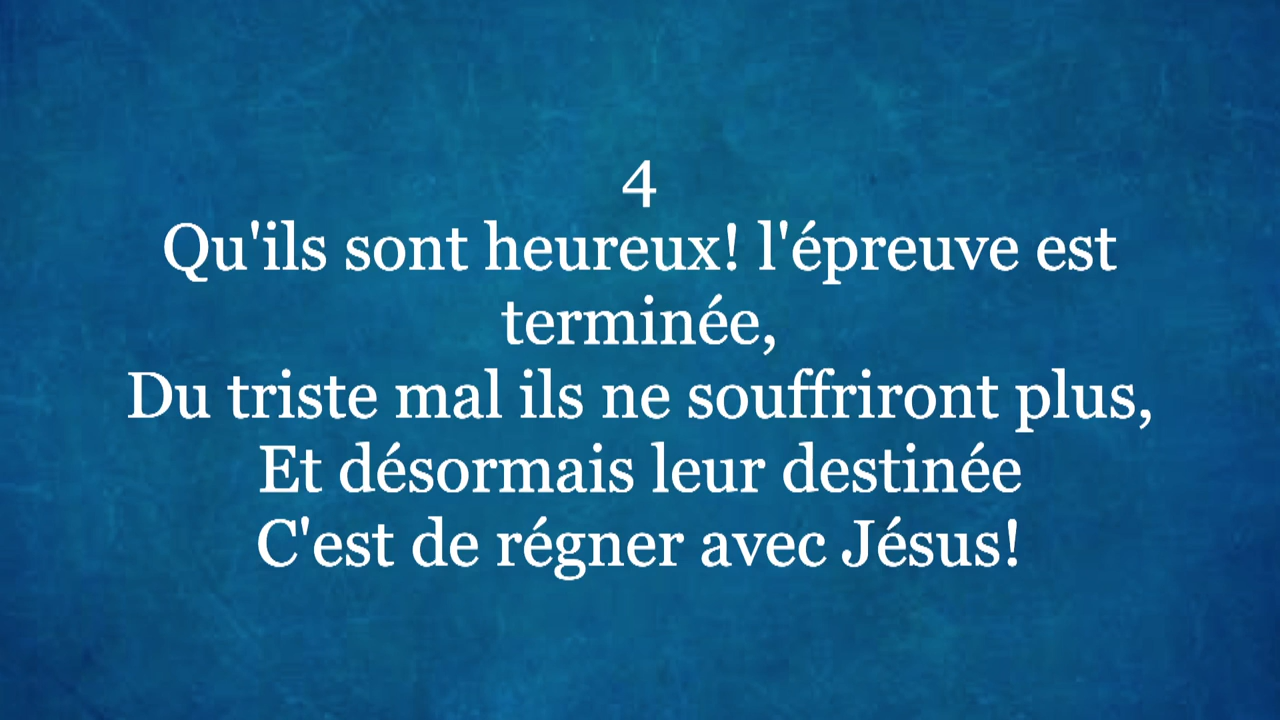 4
Qu'ils sont heureux! l'épreuve est
terminée,
Du triste mal ils ne souffriront plus,
Et désormais leur destinée
C'est de régner avec Jésus!